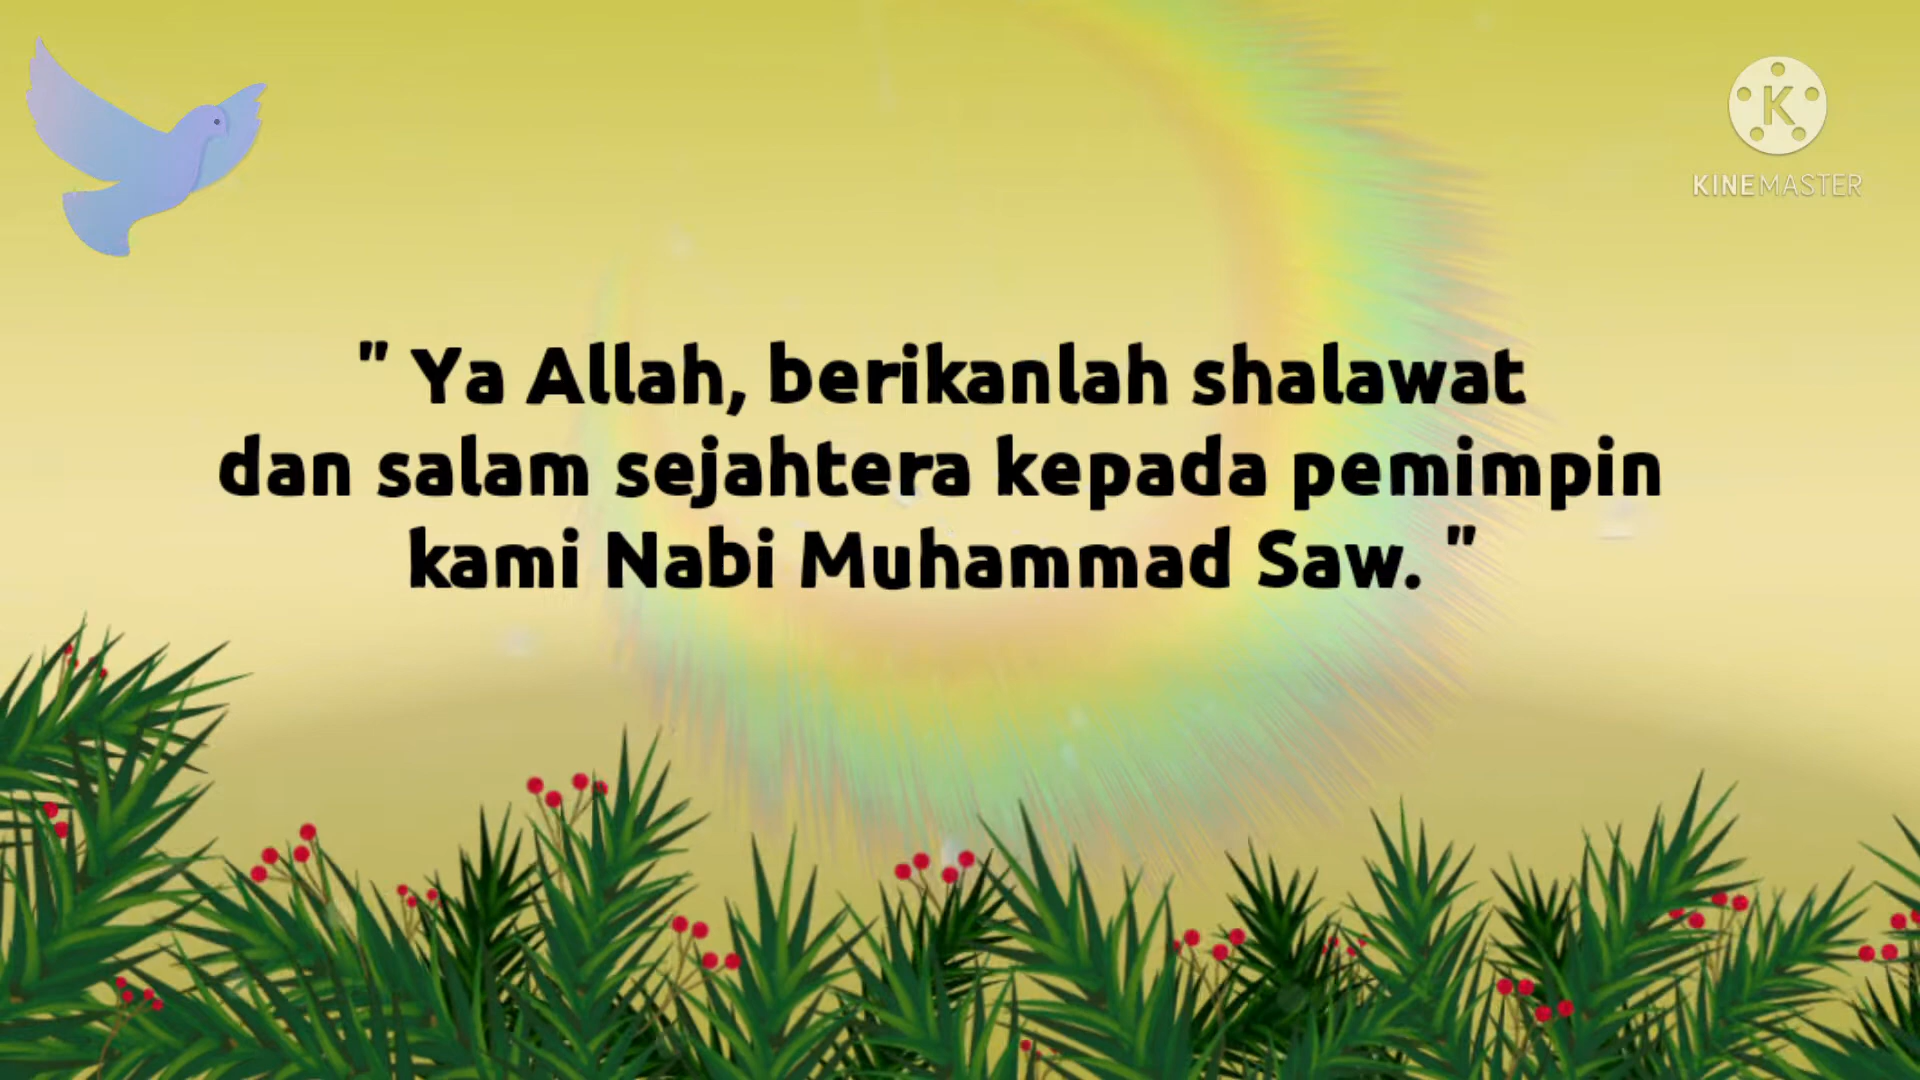 KINEMASTER
" Ya Allah, berikanlah shalawat
dan salam sejahtera kepada pemimpin
kami Nabi Muhammad Saw. "